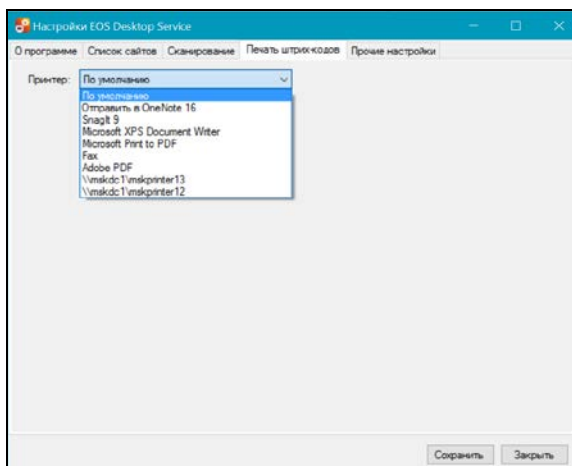 Настройки EOS Desktop Service
О программе Список сайтов Сканирование Печать штрих-кодов Прочие настройки
Принтер: По умолчанию
По умолчанию
Отправить в OneNote 16
SnagIt 9
Microsoft XPS Document Writer
Microsoft Print to PDF
Fax
Adobe PDF
\\mskdc1\mskprinter13
\\mskdc1\mskprinter12
Сохранить Закрыть